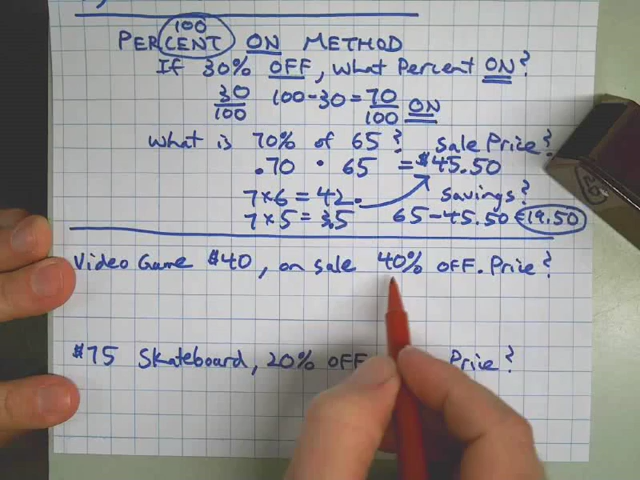 100
PERCENT ON METHOD
If 30% OFF, What Percent ON?
30/100 100-30=70/100 ON
What is 70% of 65? Sale Price?
.70 · 65 = $45.50
7×6=42. Savings?
7×5=3.5 65-45.50=19.50
Video Game $40, on sale 40% OFF. Price?
$75 Skateboard, 20% OFF Price?